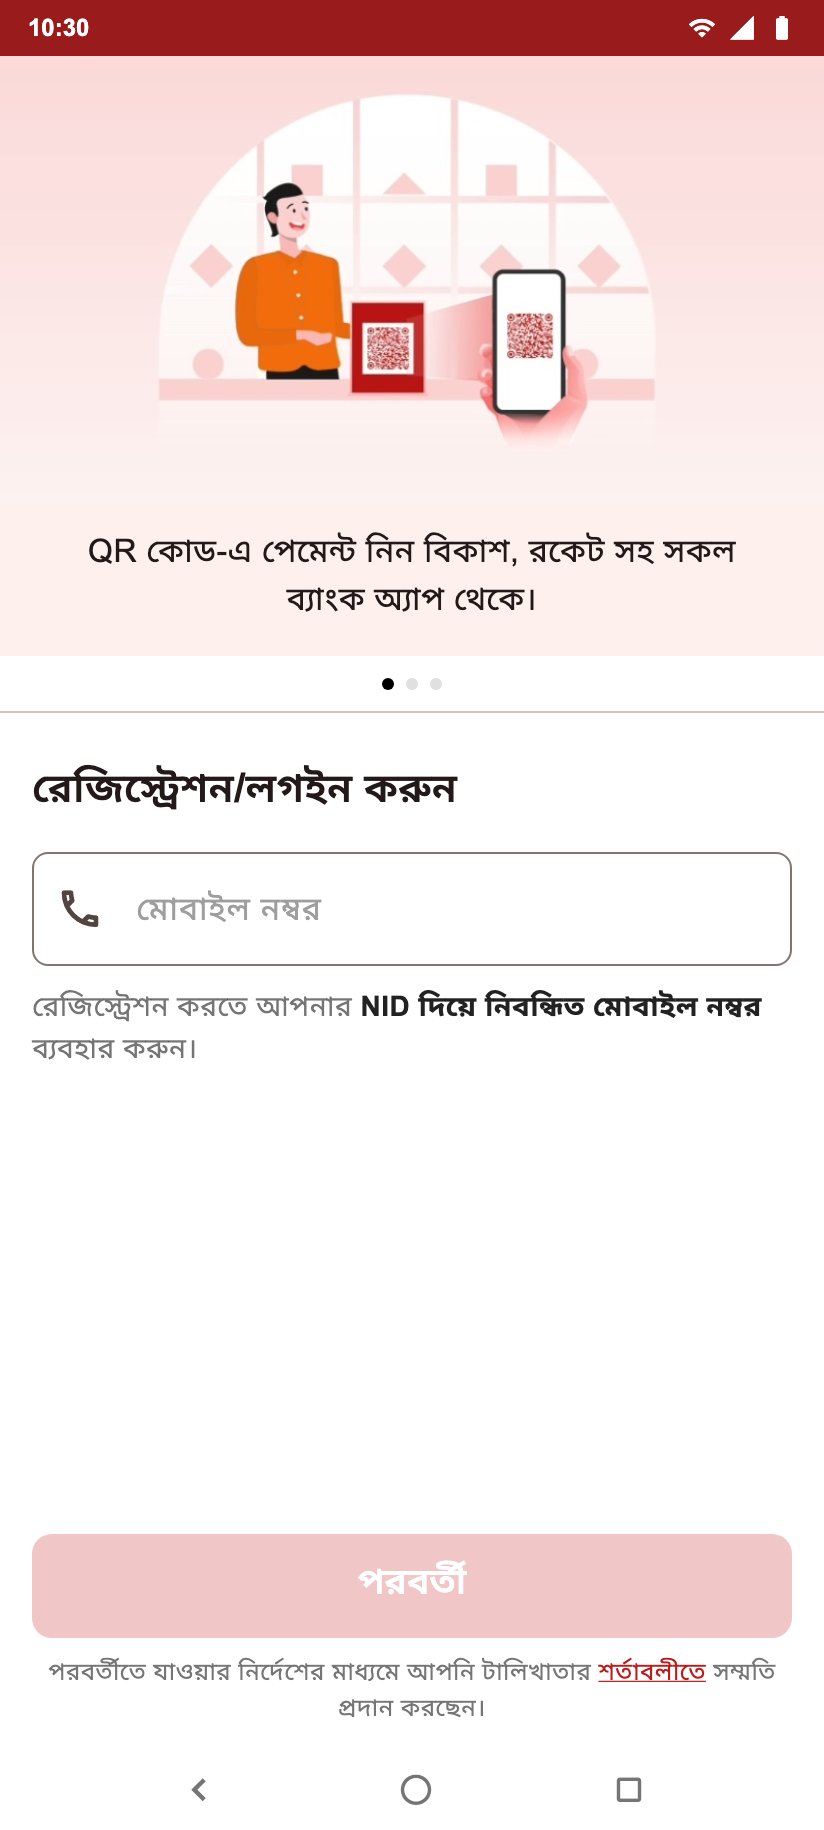 10:30
QR কোড-এ পেমেন্ট নিন বিকাশ, রকেট সহ সকল
ব্যাংক অ্যাপ থেকে।
রেজিস্ট্রেশন/লগইন করুন
মোবাইল নম্বর
রেজিস্ট্রেশন করতে আপনার NID দিয়ে নিবন্ধিত মোবাইল নম্বর
ব্যবহার করুন।
পরবর্তী
পরবর্তীতে যাওয়ার নির্দেশের মাধ্যমে আপনি টালিখাতার শর্তাবলীতে সম্মতি
প্রদান করছেন।